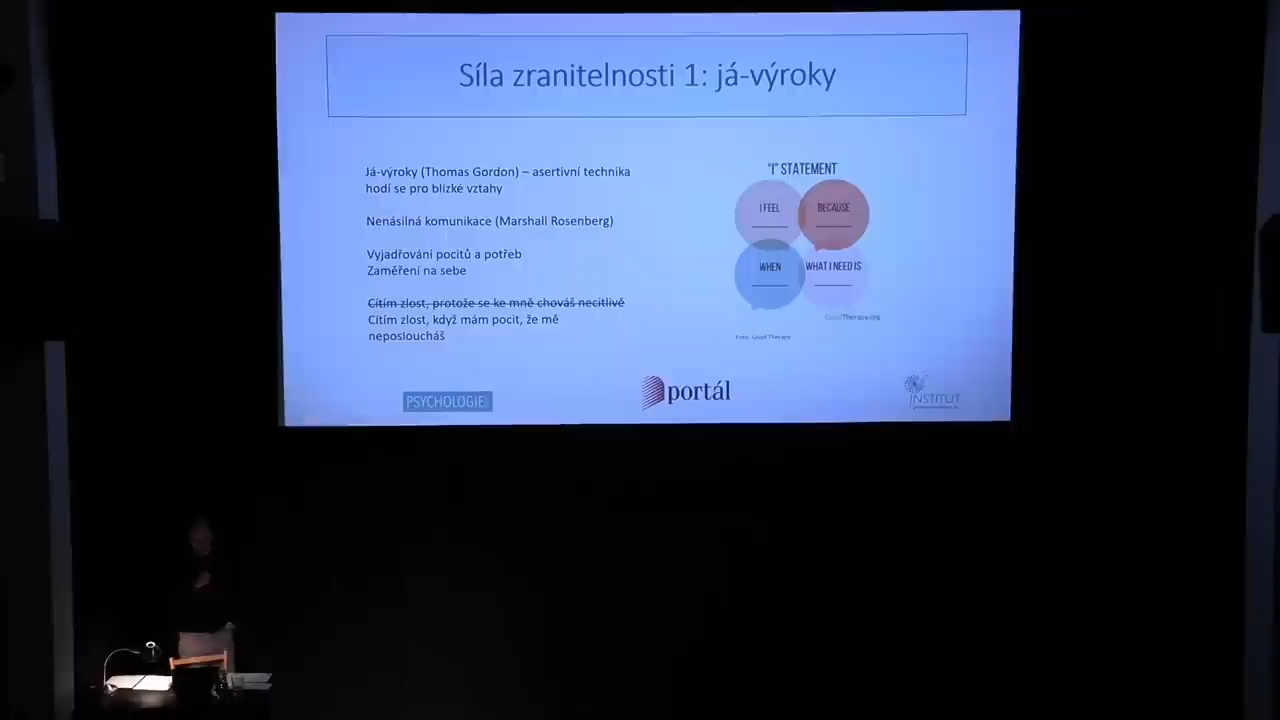 Síla zranitelnosti 1: já-výroky
Já-výroky (Thomas Gordon) – asertivní technika
hodí se pro blízké vztahy
Nenásilná komunikace (Marshall Rosenberg)
Vyjadřování pocitů a potřeb
Zaměření na sebe
Cítím zlost, protože se ke mně chováš necitlivě
Cítím zlost, když mám pocit, že mě
neposloucháš
"I" STATEMENT
I FEEL
BECAUSE
WHEN
WHAT I NEED IS
GoodTherapy.org
Foto: Good Therapy
PSYCHOLOGIE
portál
INSTITUT